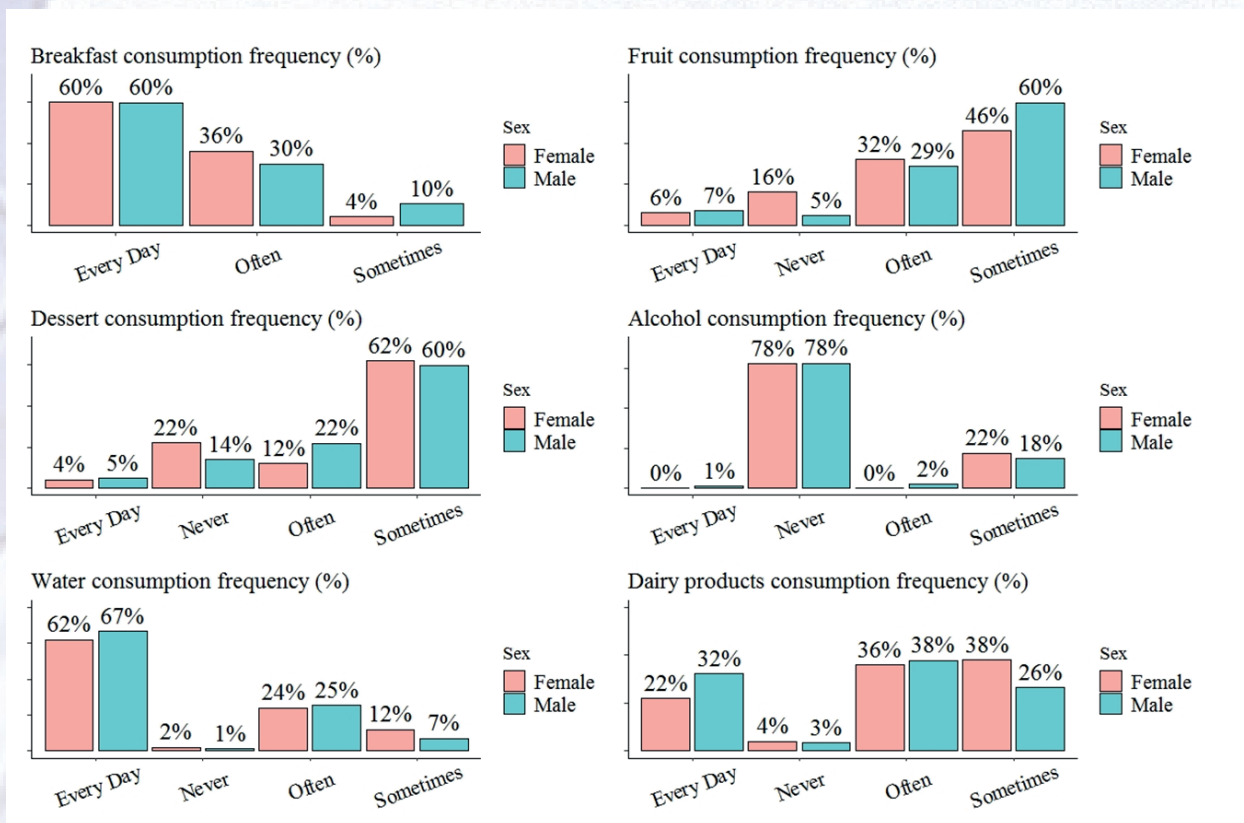 Breakfast consumption frequency (%)
60% 60%
36%
30%
4%
10%
Every Day Often Sometimes
Sex
Female
Male
Fruit consumption frequency (%)
6% 7%
16%
5%
32%
29%
46%
60%
Every Day Never Often Sometimes
Sex
Female
Male
Dessert consumption frequency (%)
4% 5%
22%
14%
12%
22%
62% 60%
Every Day Never Often Sometimes
Sex
Female
Male
Alcohol consumption frequency (%)
0% 1%
78% 78%
0% 2%
22%
18%
Every Day Never Often Sometimes
Sex
Female
Male
Water consumption frequency (%)
62%
67%
2% 1%
24% 25%
12%
7%
Every Day Never Often Sometimes
Sex
Female
Male
Dairy products consumption frequency (%)
22%
32%
4% 3%
36% 38% 38%
26%
Every Day Never Often Sometimes
Sex
Female
Male